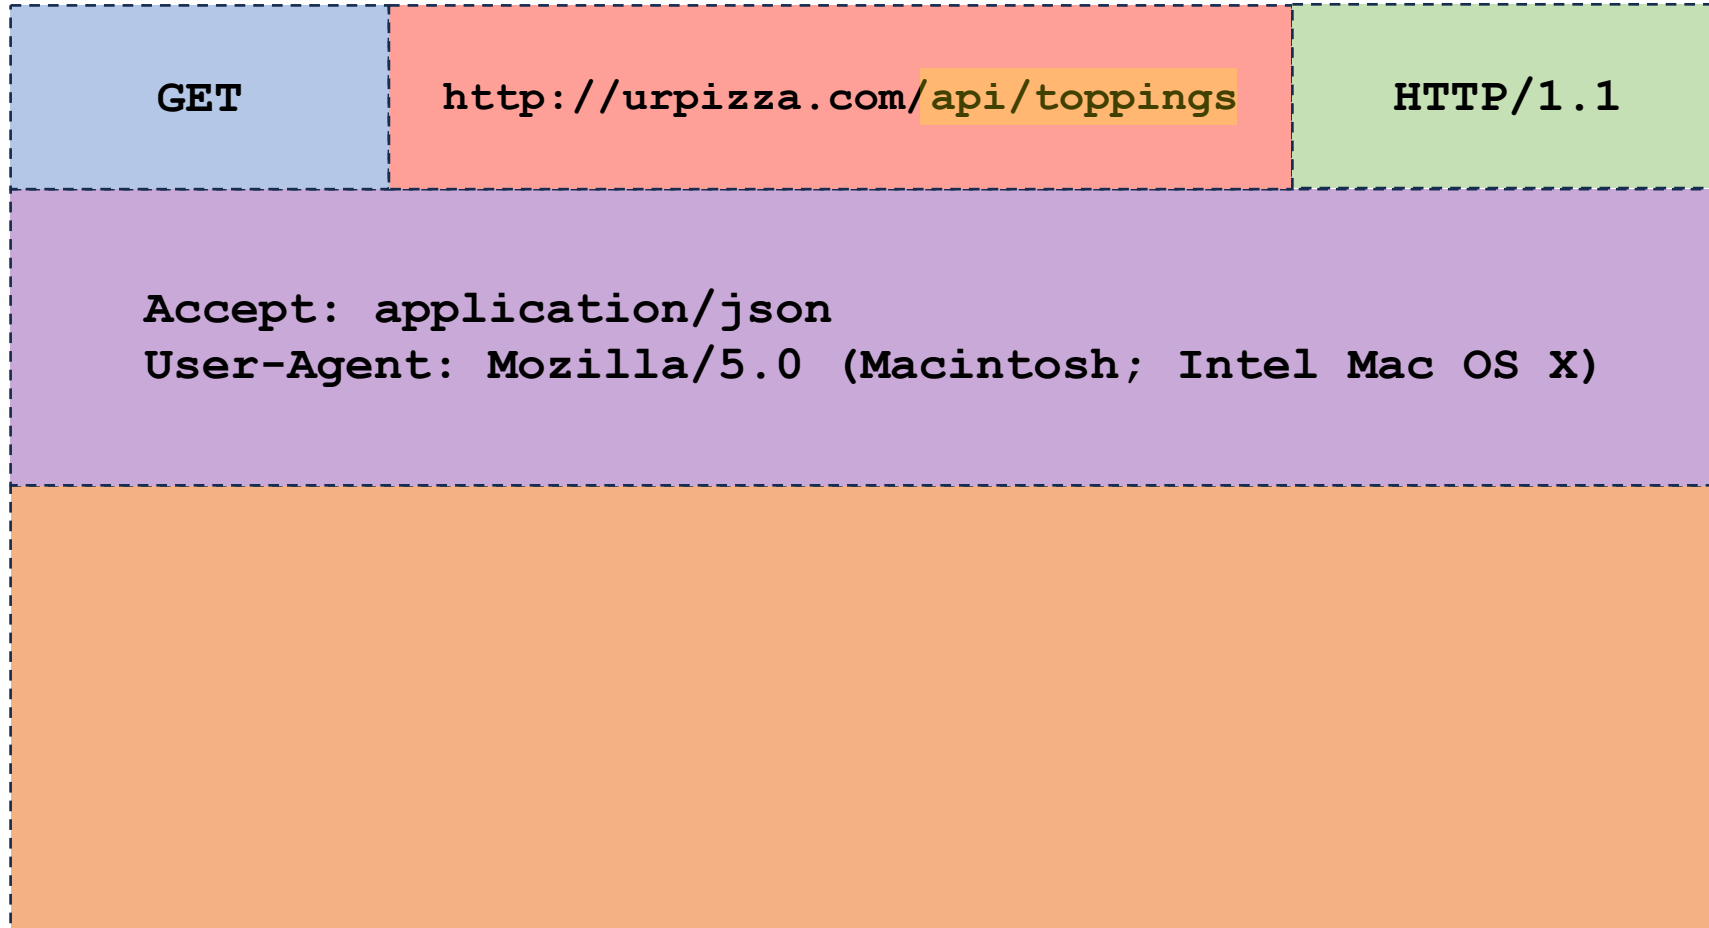 GET http://urpizza.com/api/toppings HTTP/1.1
Accept: application/json
User-Agent: Mozilla/5.0 (Macintosh; Intel Mac OS X)